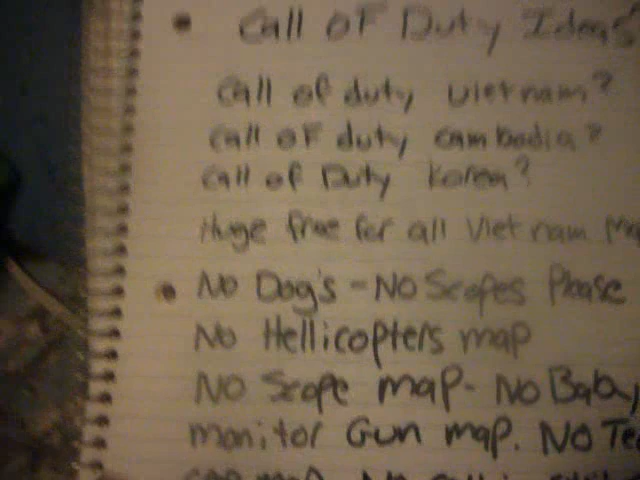 • Call OF Duty Ideas
Call of duty vietnam?
Call OF duty cambodia?
Call of Duty Korea?
Huge free for all Vietnam
• No Dog's - No Scopes Please
No Hellicopters map
No Scope map - No Baby
monitor Gun map. No